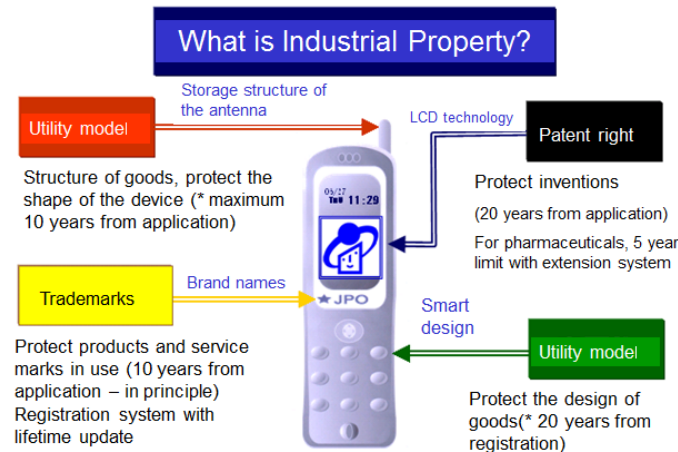 What is Industrial Property?
Storage structure of
the antenna
Utility model
Structure of goods, protect the
shape of the device (* maximum
10 years from application)
LCD technology
Patent right
Protect inventions
(20 years from application)
For pharmaceuticals, 5 year
limit with extension system
05/27
TUE 11:29
Brand names
Trademarks
★JPO
Protect products and service
marks in use (10 years from
application – in principle)
Registration system with
lifetime update
Smart
design
Utility model
Protect the design of
goods(* 20 years from
registration)